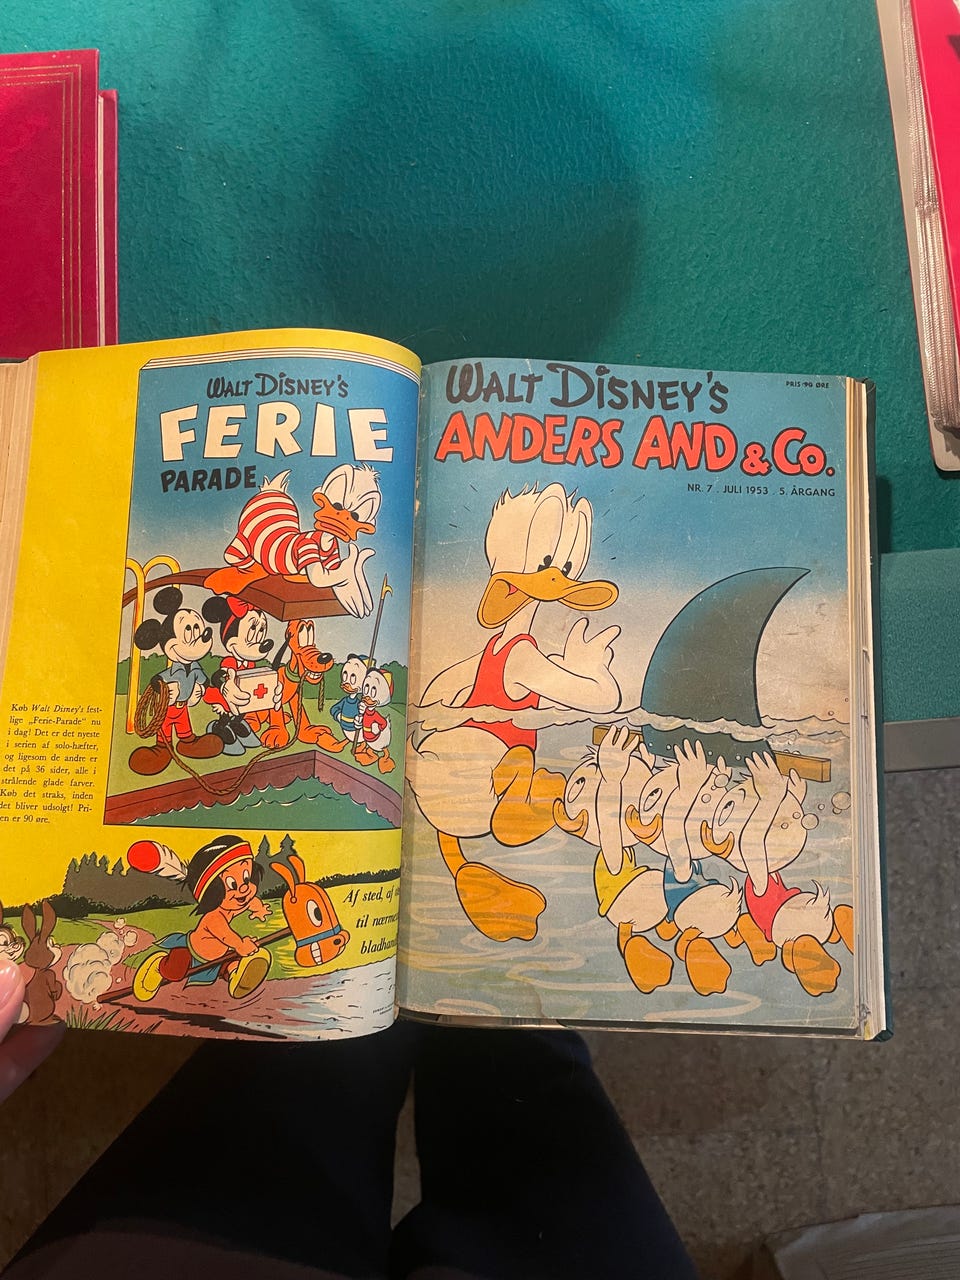 WALT DISNEY'S
FERIE
PARADE
Køb Walt Disney's fest-
lige „Ferie-Parade" nu
i dag! Det er det nyeste
i serien af solo-hæfter,
og ligesom de andre er
det på 36 sider, alle i
strålende glade farver.
Køb det straks, inden
det bliver udsolgt! Pri-
en er 90 øre.
Af sted, af
til nærme
bladhan
WALT DISNEY'S
PRIS 90 ØRE
ANDERS AND & Co.
NR. 7 . JULI 1953 . 5. ÅRGANG